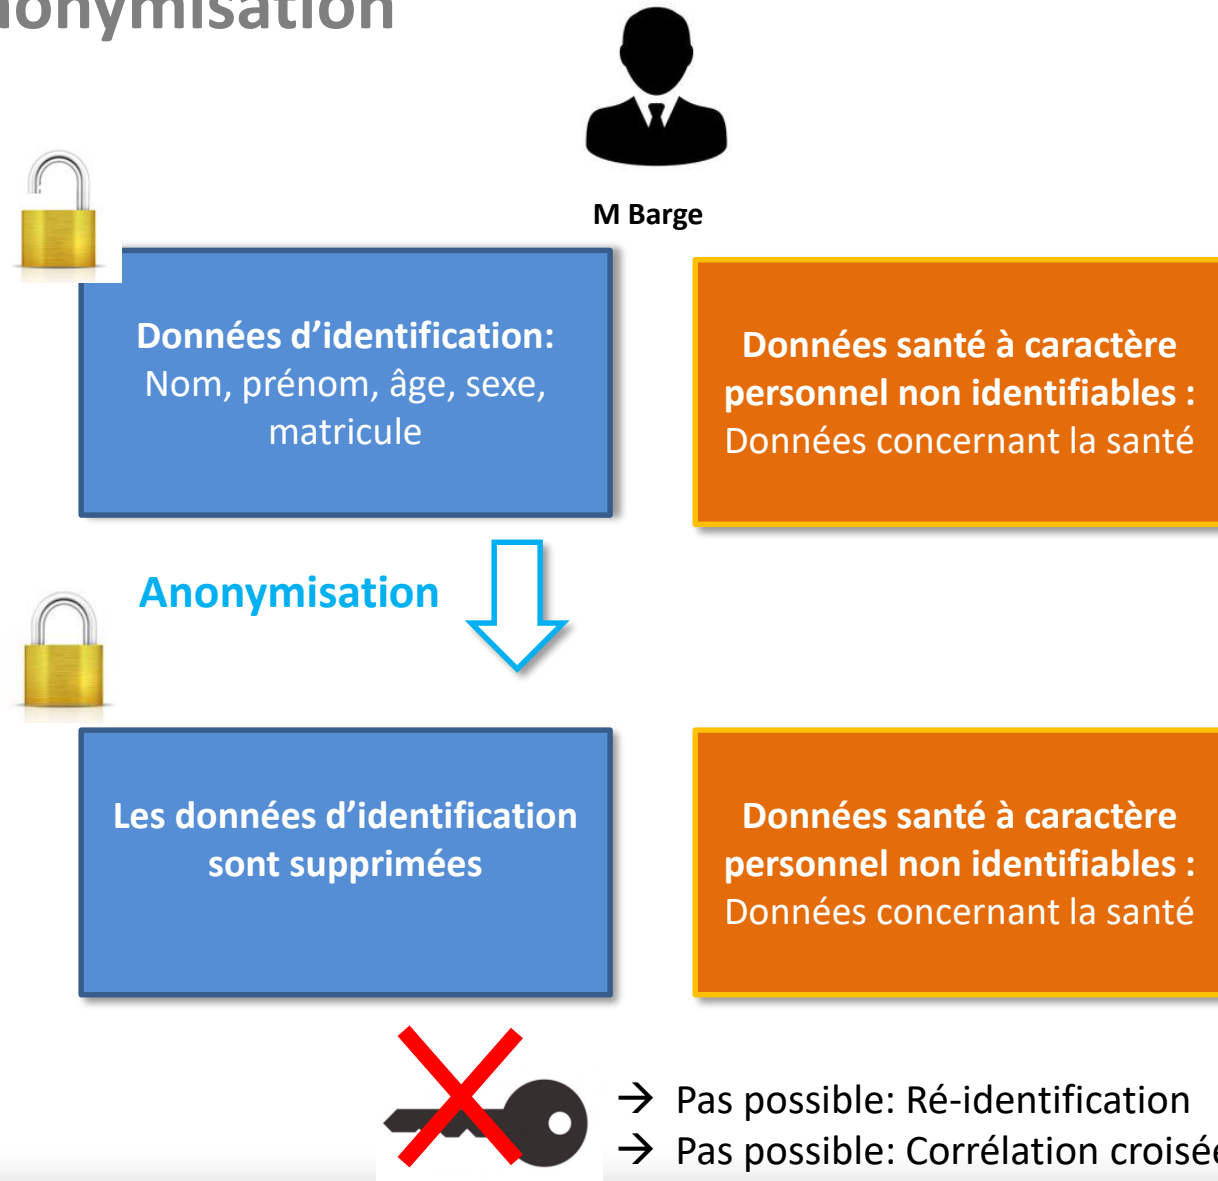 nonymisation
M Barge
Données d’identification:
Nom, prénom, âge, sexe,
matricule
Données santé à caractère
personnel non identifiables :
Données concernant la santé
Anonymisation
Les données d’identification
sont supprimées
Données santé à caractère
personnel non identifiables :
Données concernant la santé
→ Pas possible: Ré-identification
→ Pas possible: Corrélation croisée